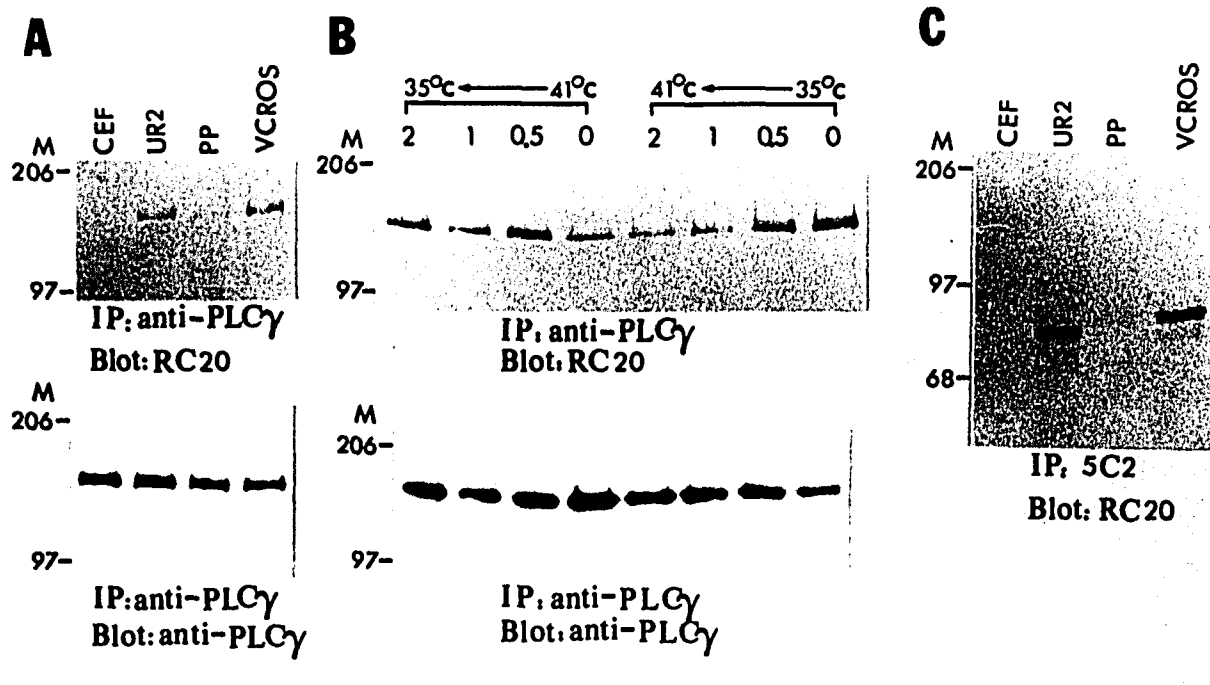 A
M CEF UR2 PP VCROS
206–
97–
IP: anti–PLCγ
Blot: RC20
M
206–
97–
IP: anti–PLCγ
Blot: anti–PLCγ
B
35°C ← 41°C 41°C ← 35°C
M 2 1 0.5 0 2 1 0.5 0
206–
97–
IP: anti–PLCγ
Blot: RC20
M
206–
97–
IP: anti–PLCγ
Blot: anti–PLCγ
C
M CEF UR2 PP VCROS
206–
97–
68–
IP: 5C2
Blot: RC20